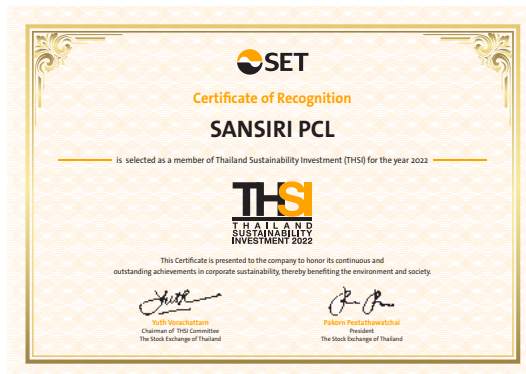 SET
Certificate of Recognition
SANSIRI PCL
is selected as a member of Thailand Sustainability Investment (THSI) for the year 2022
THSI
THAILAND
SUSTAINABILITY
INVESTMENT 2022
This Certificate is presented to the company to honor its continuous and
outstanding achievements in corporate sustainability, thereby benefiting the environment and society.
Yuth Vorachattarn
Chairman of THSI Committee
The Stock Exchange of Thailand
Pakorn Peetathawatchai
President
The Stock Exchange of Thailand